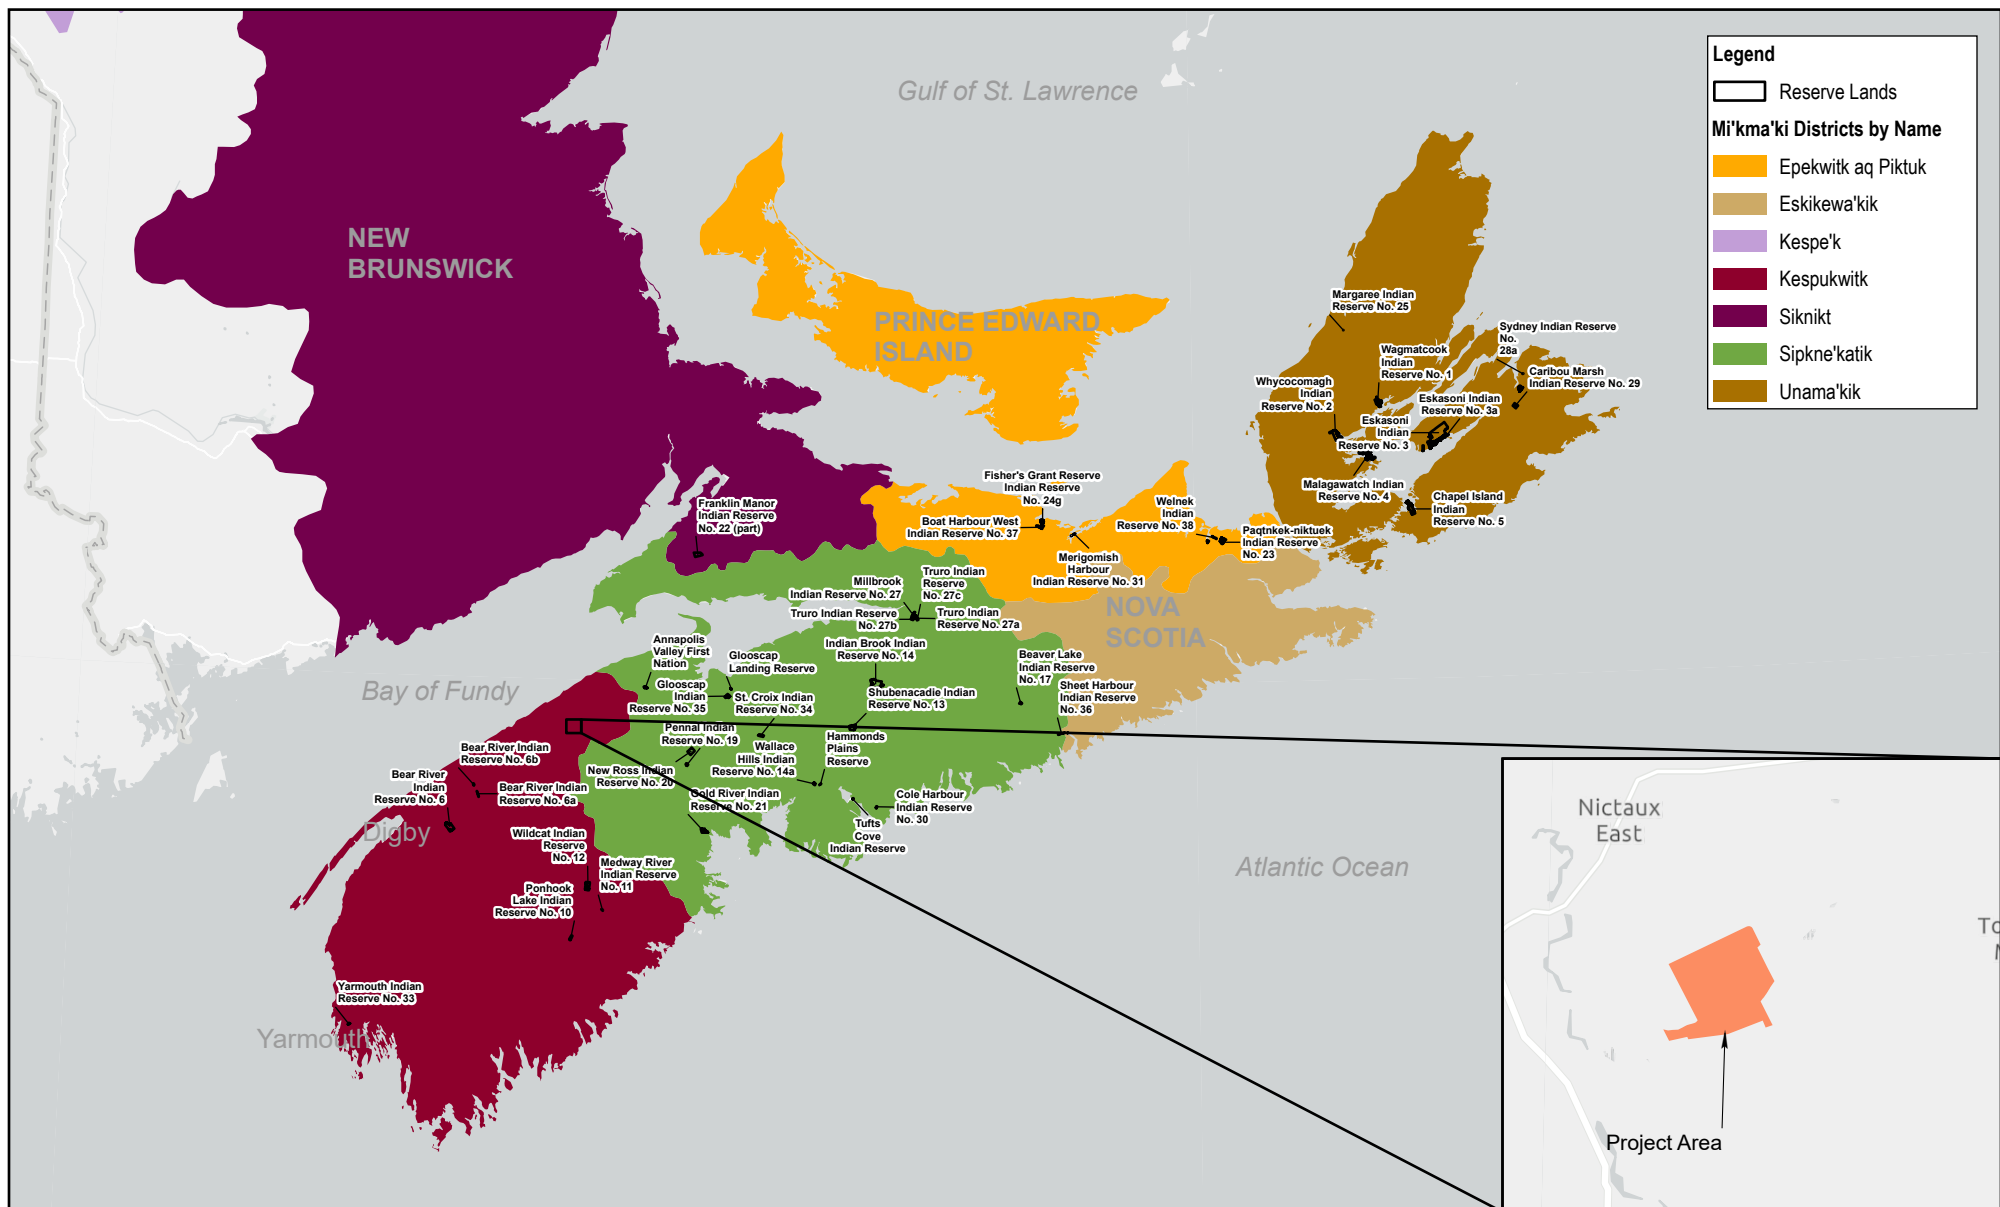 Gulf of St. Lawrence
Legend
Reserve Lands
Mi'kma'ki Districts by Name
Epekwitk aq Piktuk
Eskikewa'kik
Kespe'k
Kespukwitk
Siknikt
Sipkne'katik
Unama'kik
NEW
BRUNSWICK
PRINCE EDWARD
ISLAND
Margaree Indian
Reserve No. 25
Sydney Indian Reserve
No.
28a
Wagmatcook
Indian
Reserve No. 1
Caribou Marsh
Indian Reserve No. 29
Whycocomagh
Indian
Reserve No. 2
Eskasoni Indian
Reserve No. 3a
Eskasoni
Indian
Reserve No. 3
Malagawatch Indian
Reserve No. 4
Chapel Island
Indian
Reserve No. 5
Fisher's Grant Reserve
Indian Reserve
No. 24g
Franklin Manor
Indian Reserve
No. 22 (part)
Boat Harbour West
Indian Reserve No. 37
Welnek
Indian
Reserve No. 38
Paqtnkek-niktuek
Indian Reserve
No. 23
Merigomish
Harbour
Indian Reserve No. 31
Millbrook
Indian Reserve No. 27
Truro Indian
Reserve
No. 27c
Truro Indian Reserve
No. 27b
Truro Indian
Reserve No. 27a
NOVA
SCOTIA
Annapolis
Valley First
Nation
Glooscap
Landing Reserve
Indian Brook Indian
Reserve No. 14
Beaver Lake
Indian Reserve
No. 17
Bay of Fundy
Glooscap
Indian
Reserve No. 35
St. Croix Indian
Reserve No. 34
Shubenacadie Indian
Reserve No. 13
Sheet Harbour
Indian Reserve
No. 36
Pennal Indian
Reserve No. 19
Wallace
Hills Indian
Reserve No. 14a
Hammonds
Plains
Reserve
Bear River Indian
Reserve No. 6b
Bear River
Indian
Reserve No. 6
Bear River Indian
Reserve No. 6a
New Ross Indian
Reserve No. 20
Gold River Indian
Reserve No. 21
Cole Harbour
Indian Reserve
No. 30
Tufts
Cove
Indian Reserve
Digby
Wildcat Indian
Reserve
No. 12
Medway River
Indian Reserve
No. 11
Ponhook
Lake Indian
Reserve No. 10
Atlantic Ocean
Yarmouth Indian
Reserve No. 33
Yarmouth
Nictaux
East
Project Area